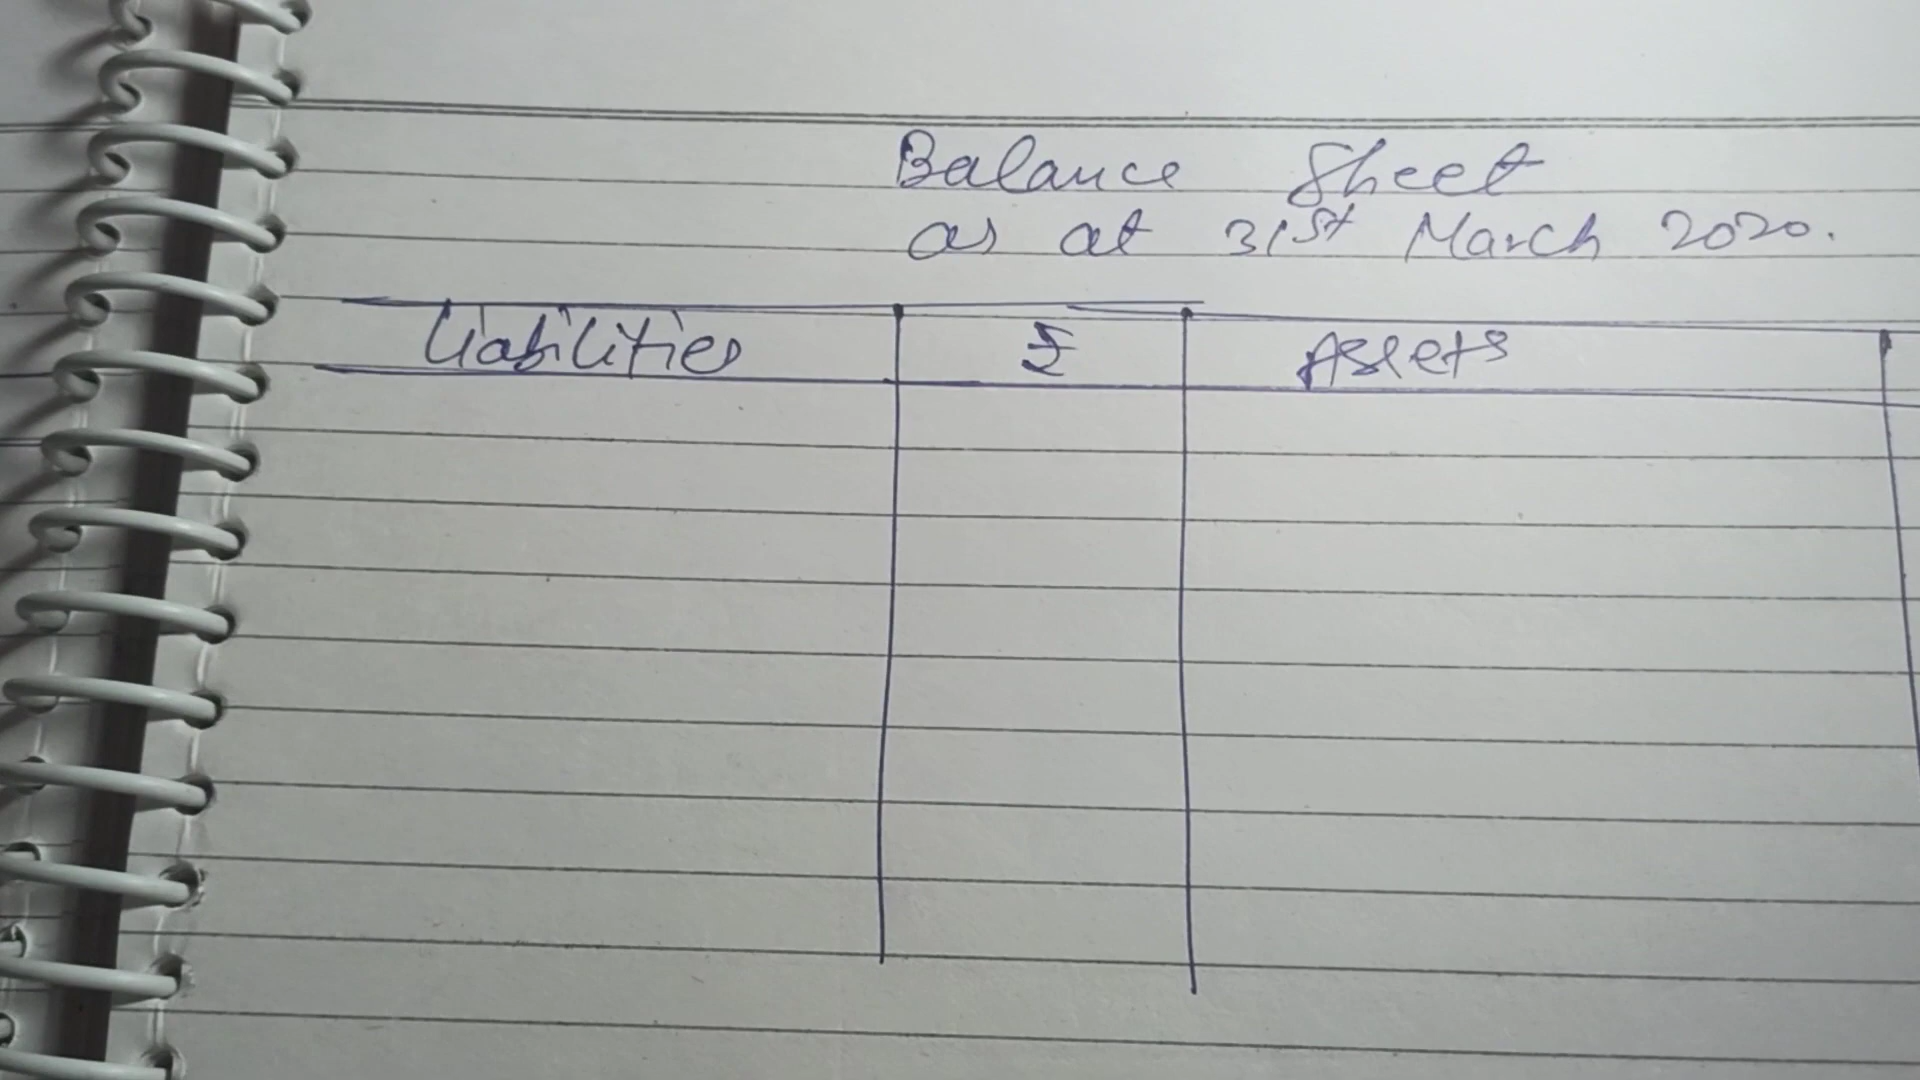 Balance Sheet
as at 31st March 2020.
Liabilities ₹ Assets